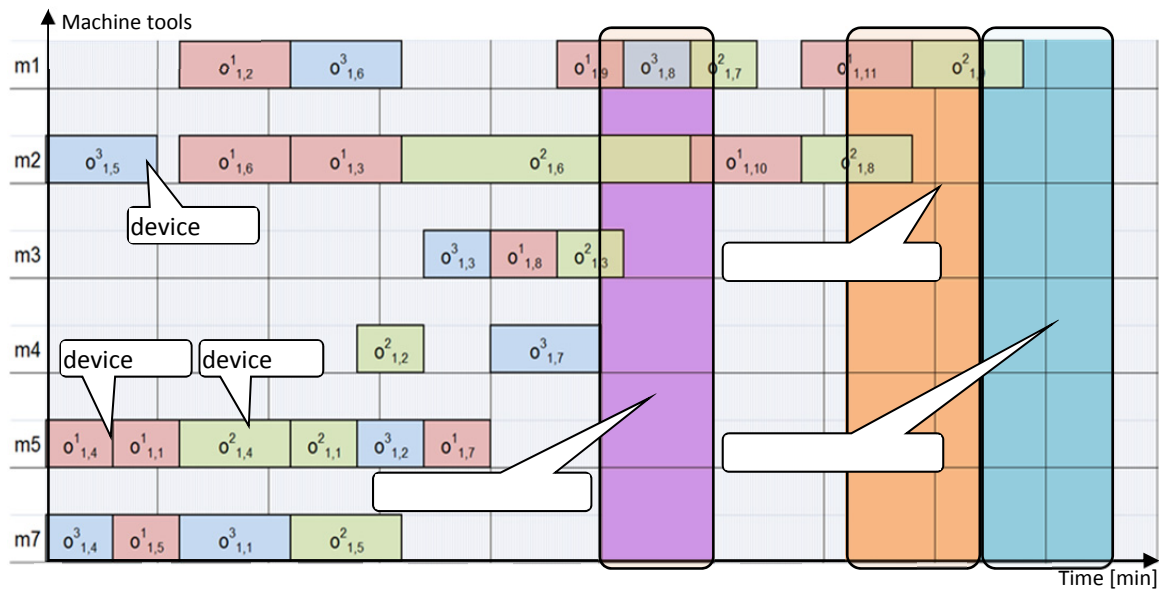 Machine tools
m1 o¹₁,₂ o³₁,₆ o¹₁,₉ o³₁,₈ o²₁,₇ o¹₁,₁₁ o²₁,
m2 o³₁,₅ o¹₁,₆ o¹₁,₃ o²₁,₆ o¹₁,₁₀ o²₁,₈
device
m3 o³₁,₃ o¹₁,₈ o²₁,₃
m4 o²₁,₂ o³₁,₇
device device
m5 o¹₁,₄ o¹₁,₁ o²₁,₄ o²₁,₁ o³₁,₂ o¹₁,₇
m7 o³₁,₄ o¹₁,₅ o³₁,₁ o²₁,₅
Time [min]